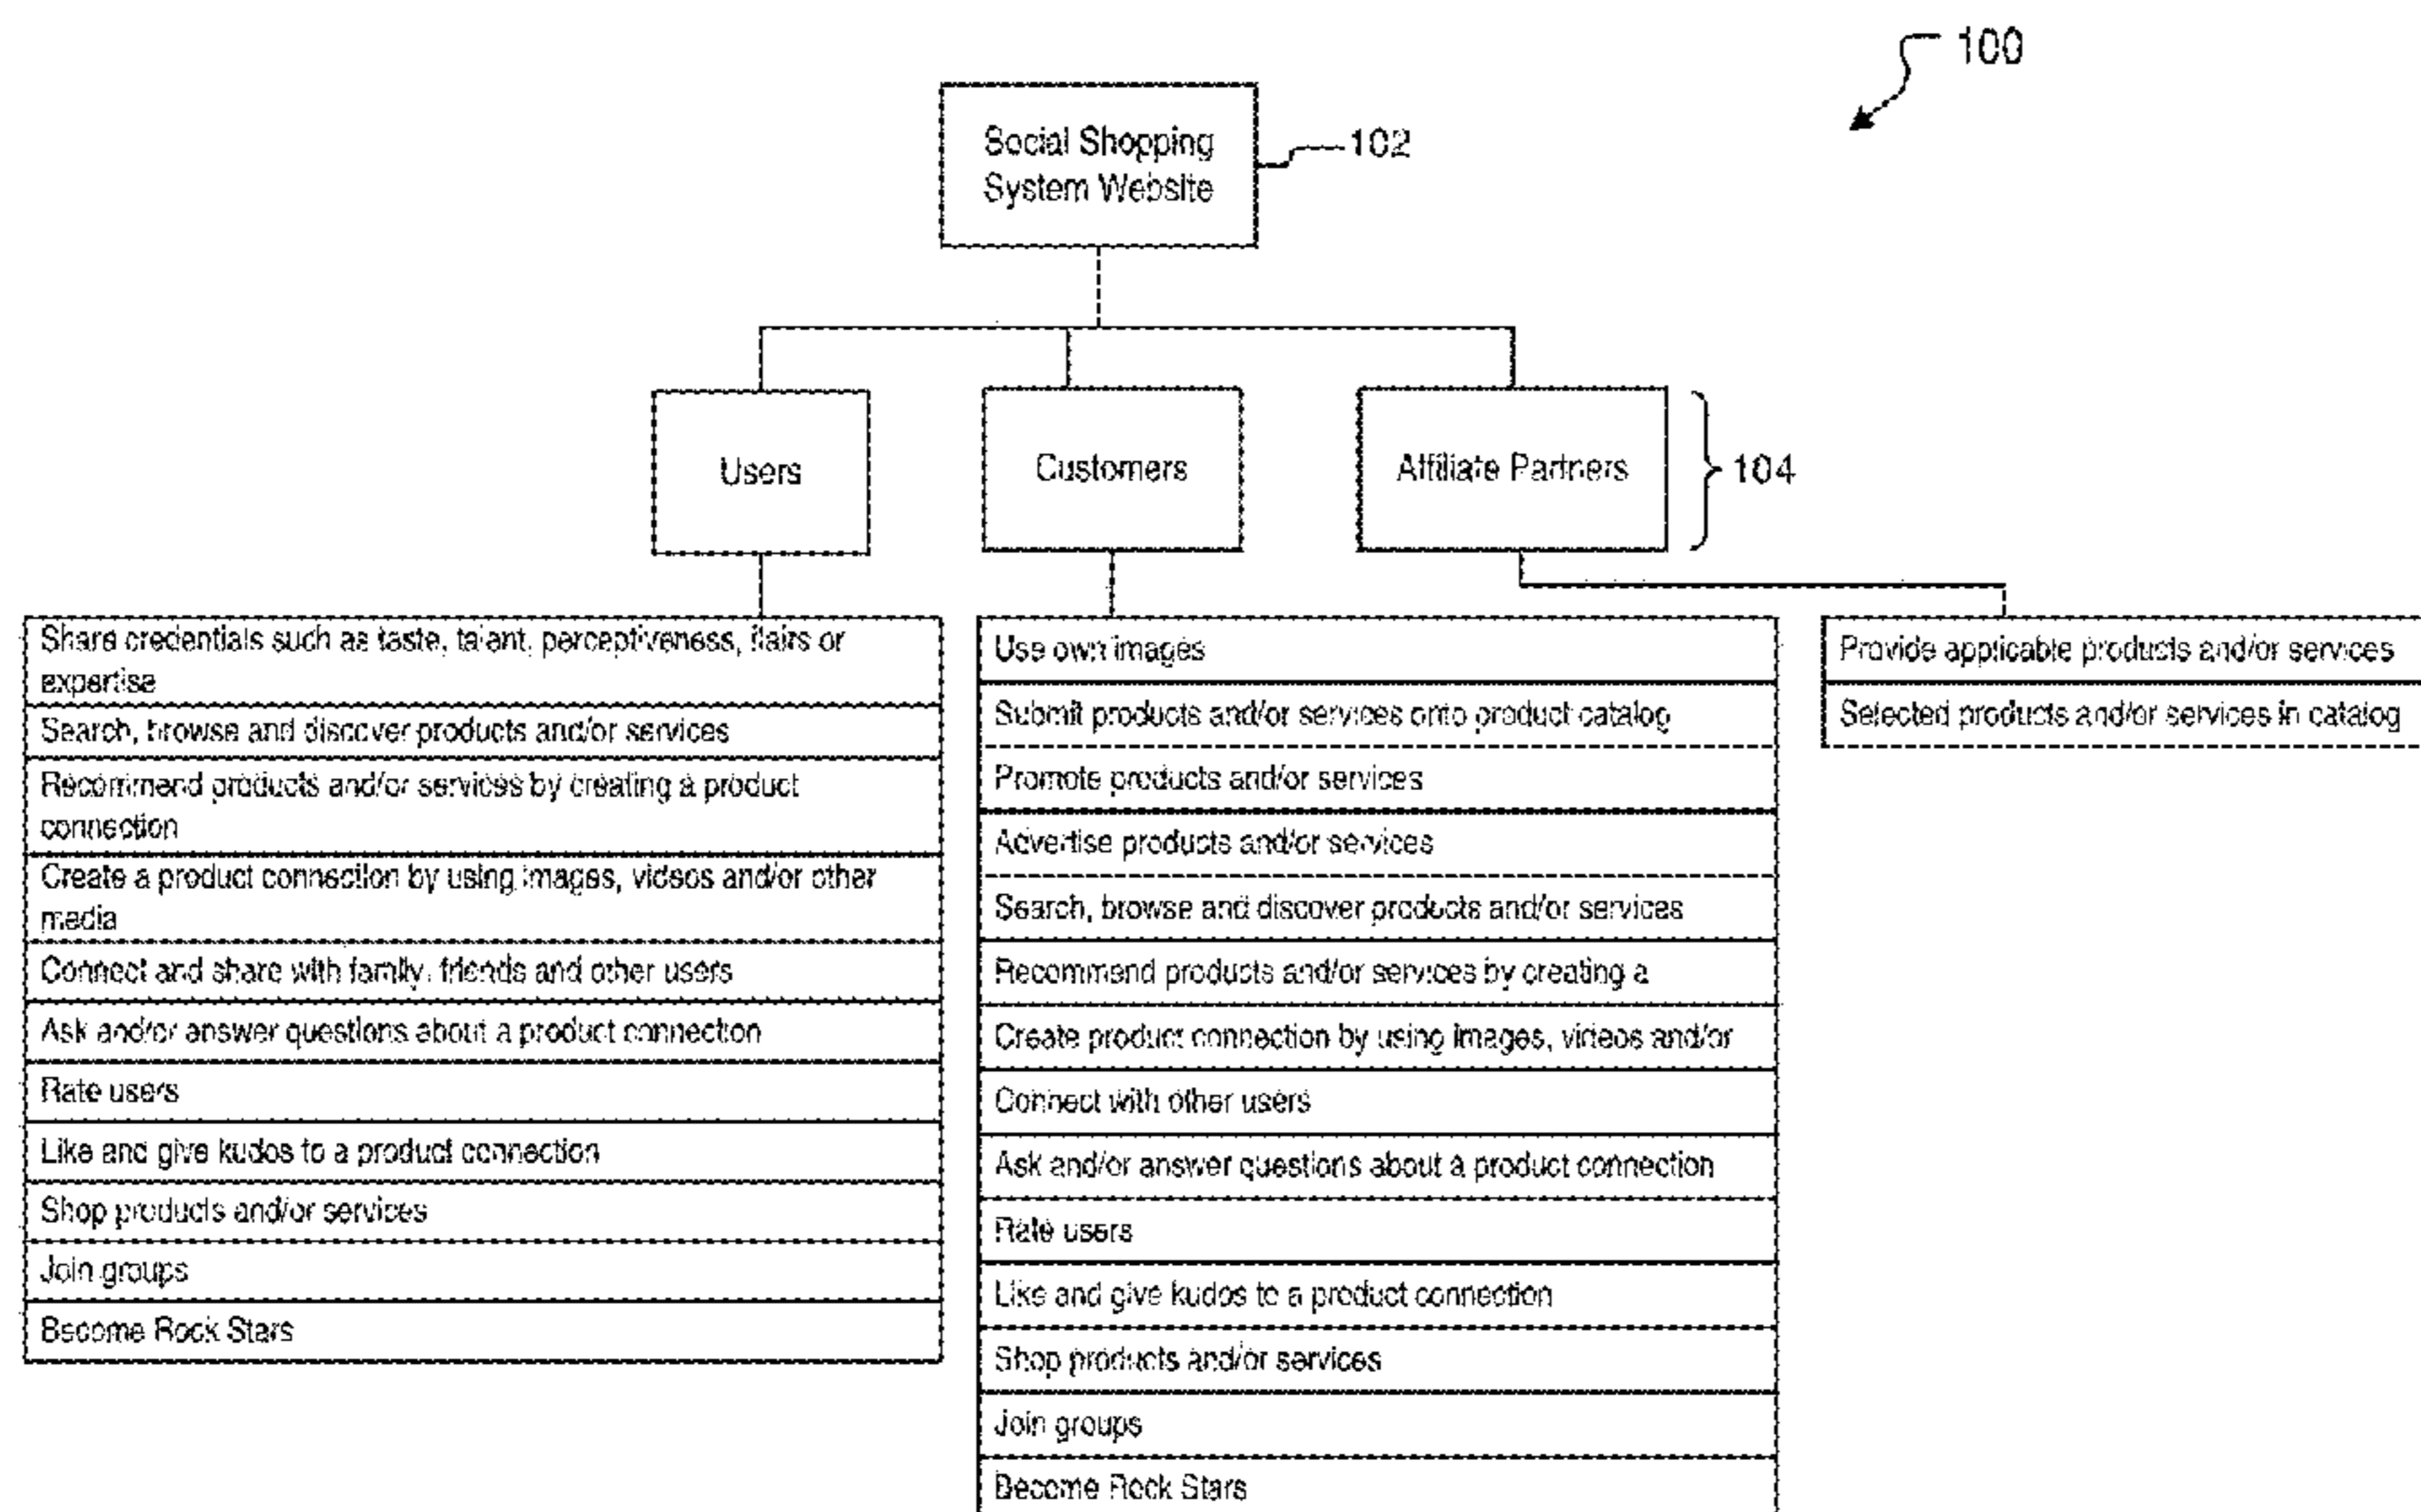 100
Social Shopping
System Website
102
Users
Customers
Affiliate Partners
104
Share credentials such as taste, talent, perceptiveness, flairs or
expertise
Search, browse and discover products and/or services
Recommend products and/or services by creating a product
connection
Create a product connection by using images, videos and/or other
media
Connect and share with family, friends and other users
Ask and/or answer questions about a product connection
Rate users
Like and give kudos to a product connection
Shop products and/or services
Join groups
Become Rock Stars
Use own images
Submit products and/or services onto product catalog
Promote products and/or services
Advertise products and/or services
Search, browse and discover products and/or services
Recommend products and/or services by creating a
Create product connection by using images, videos and/or
Connect with other users
Ask and/or answer questions about a product connection
Rate users
Like and give kudos to a product connection
Shop products and/or services
Join groups
Become Rock Stars
Provide applicable products and/or services
Selected products and/or services in catalog